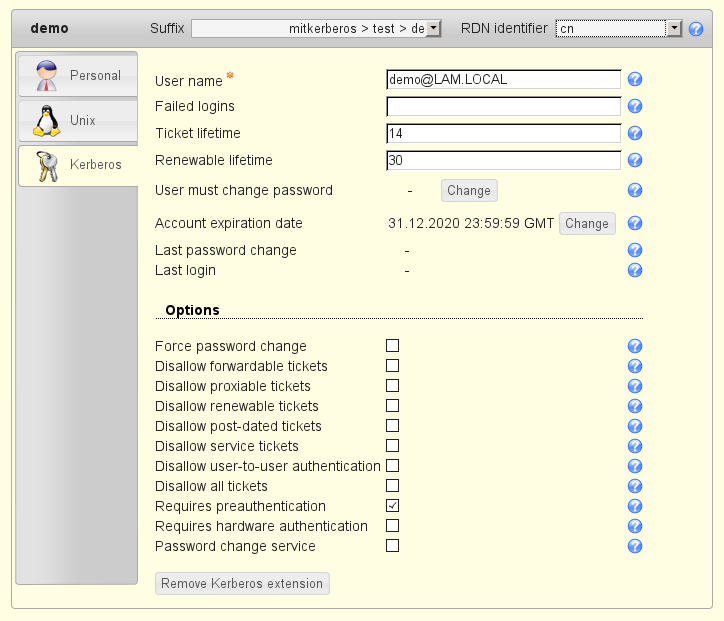 demo Suffix mitkerberos > test > de RDN identifier cn ?
Personal
Unix
Kerberos
User name * demo@LAM.LOCAL ?
Failed logins ?
Ticket lifetime 14 ?
Renewable lifetime 30 ?
User must change password - Change ?
Account expiration date 31.12.2020 23:59:59 GMT Change ?
Last password change - ?
Last login - ?
Options
Force password change ?
Disallow forwardable tickets ?
Disallow proxiable tickets ?
Disallow renewable tickets ?
Disallow post-dated tickets ?
Disallow service tickets ?
Disallow user-to-user authentication ?
Disallow all tickets ?
Requires preauthentication ?
Requires hardware authentication ?
Password change service ?
Remove Kerberos extension